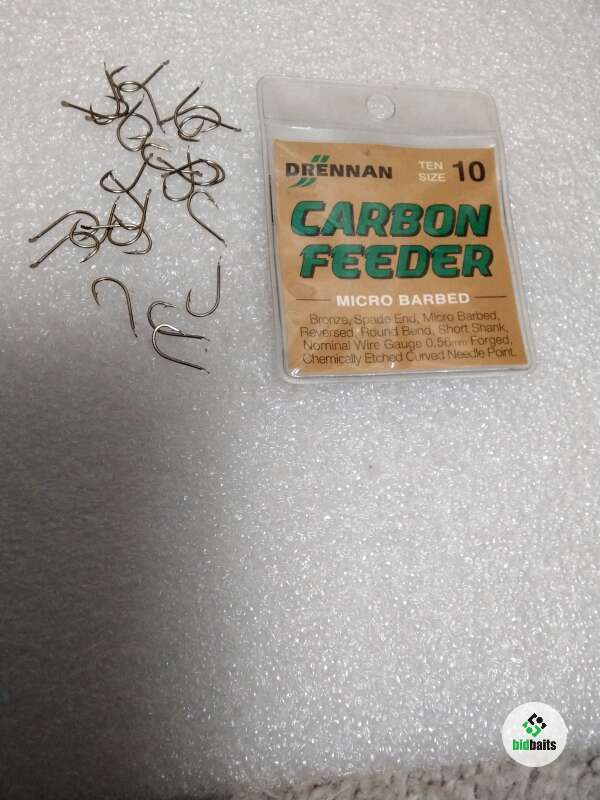 DRENNAN
TEN SIZE 10
CARBON
FEEDER
MICRO BARBED
Bronze, Spade End, Micro Barbed,
Reversed, Round Bend, Short Shank,
Nominal Wire Gauge 0.56mm Forged,
Chemically Etched Curved Needle Point.
bidbaits